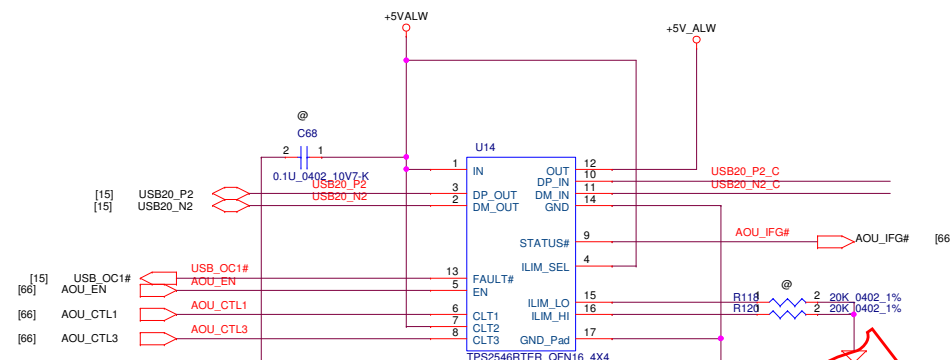 +5VALW
+5V_ALW
@
C68
U14
2 1
0.1U_0402_10V7-K
1 IN OUT 12
DP_IN 10 USB20_P2_C
[15] USB20_P2 USB20_P2 3 DP_OUT DM_IN 11 USB20_N2_C
[15] USB20_N2 USB20_N2 2 DM_OUT GND 14
STATUS# 9 AOU_IFG# AOU_IFG# [66
ILIM_SEL 4
[15] USB_OC1# USB_OC1# 13 FAULT#
[66] AOU_EN AOU_EN 5 EN
@
ILIM_LO 15 R118 1 2 20K_0402_1%
[66] AOU_CTL1 AOU_CTL1 6 CLT1 ILIM_HI 16 R120 1 2 20K_0402_1%
7 CLT2
[66] AOU_CTL3 AOU_CTL3 8 CLT3 GND_Pad 17
TPS2546RTER_QFN16_4X4